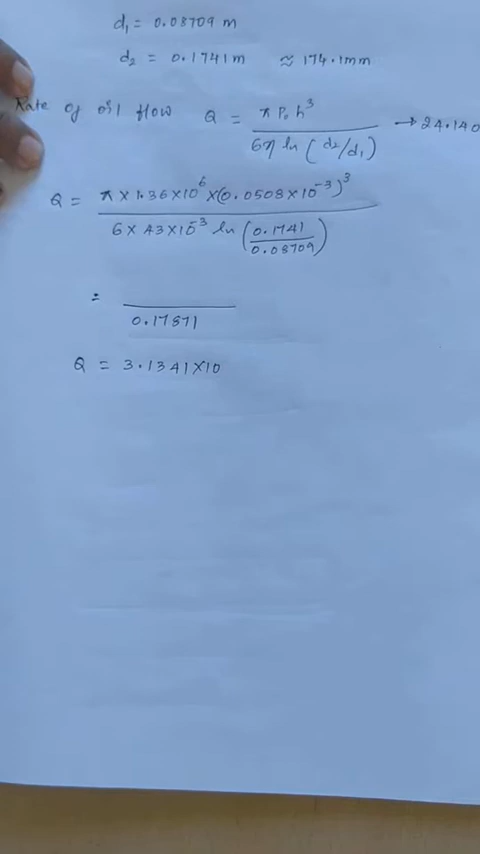 d₁ = 0.08709 m
d₂ = 0.1741m ≈ 174.1mm
Rate of oil flow Q = π P₀ h³ / 6η ln (d₂/d₁) → 24.140
Q = π × 1.36×10⁶ × (0.0508×10⁻³)³ / 6 × 43×10⁻³ ln (0.1741 / 0.08709)
= ―
0.17871
Q = 3.1341×10